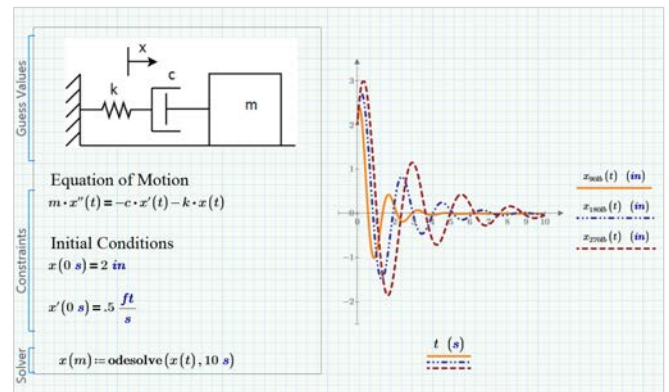 Guess Values
x
k
c
m
Equation of Motion
m·x''(t)=-c·x'(t)-k·x(t)
Initial Conditions
x(0 s)=2 in
x'(0 s)=.5 ft/s
Constraints
Solver
x(m):=odesolve(x(t),10 s)
3
2
1
0
-1
-2
0 1 2 3 4 5 6 7 8 9 10
t (s)
x90lb(t) (in)
x180lb(t) (in)
x270lb(t) (in)